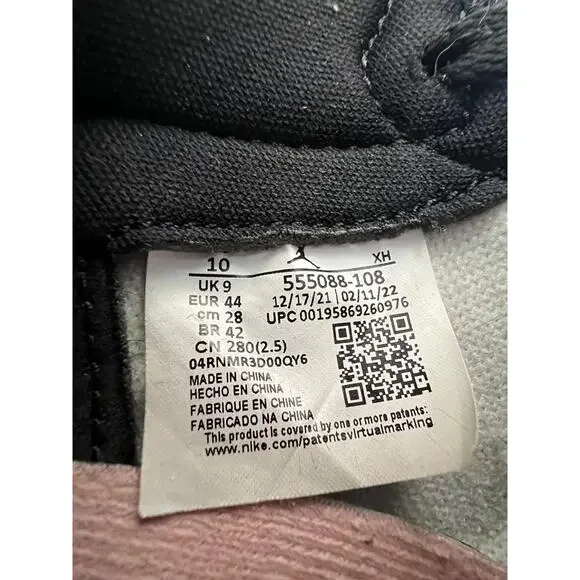 10 XH
UK 9 555088-108
EUR 44 12/17/21 | 02/11/22
cm 28 UPC 00195869260976
BR 42
CN 280(2.5)
04RNMR3D00QY6
MADE IN CHINA
HECHO EN CHINA
FABRIQUE EN CHINE
FABRICADO NA CHINA
This product is covered by one or more patents:
www.nike.com/patentsvirtualmarking